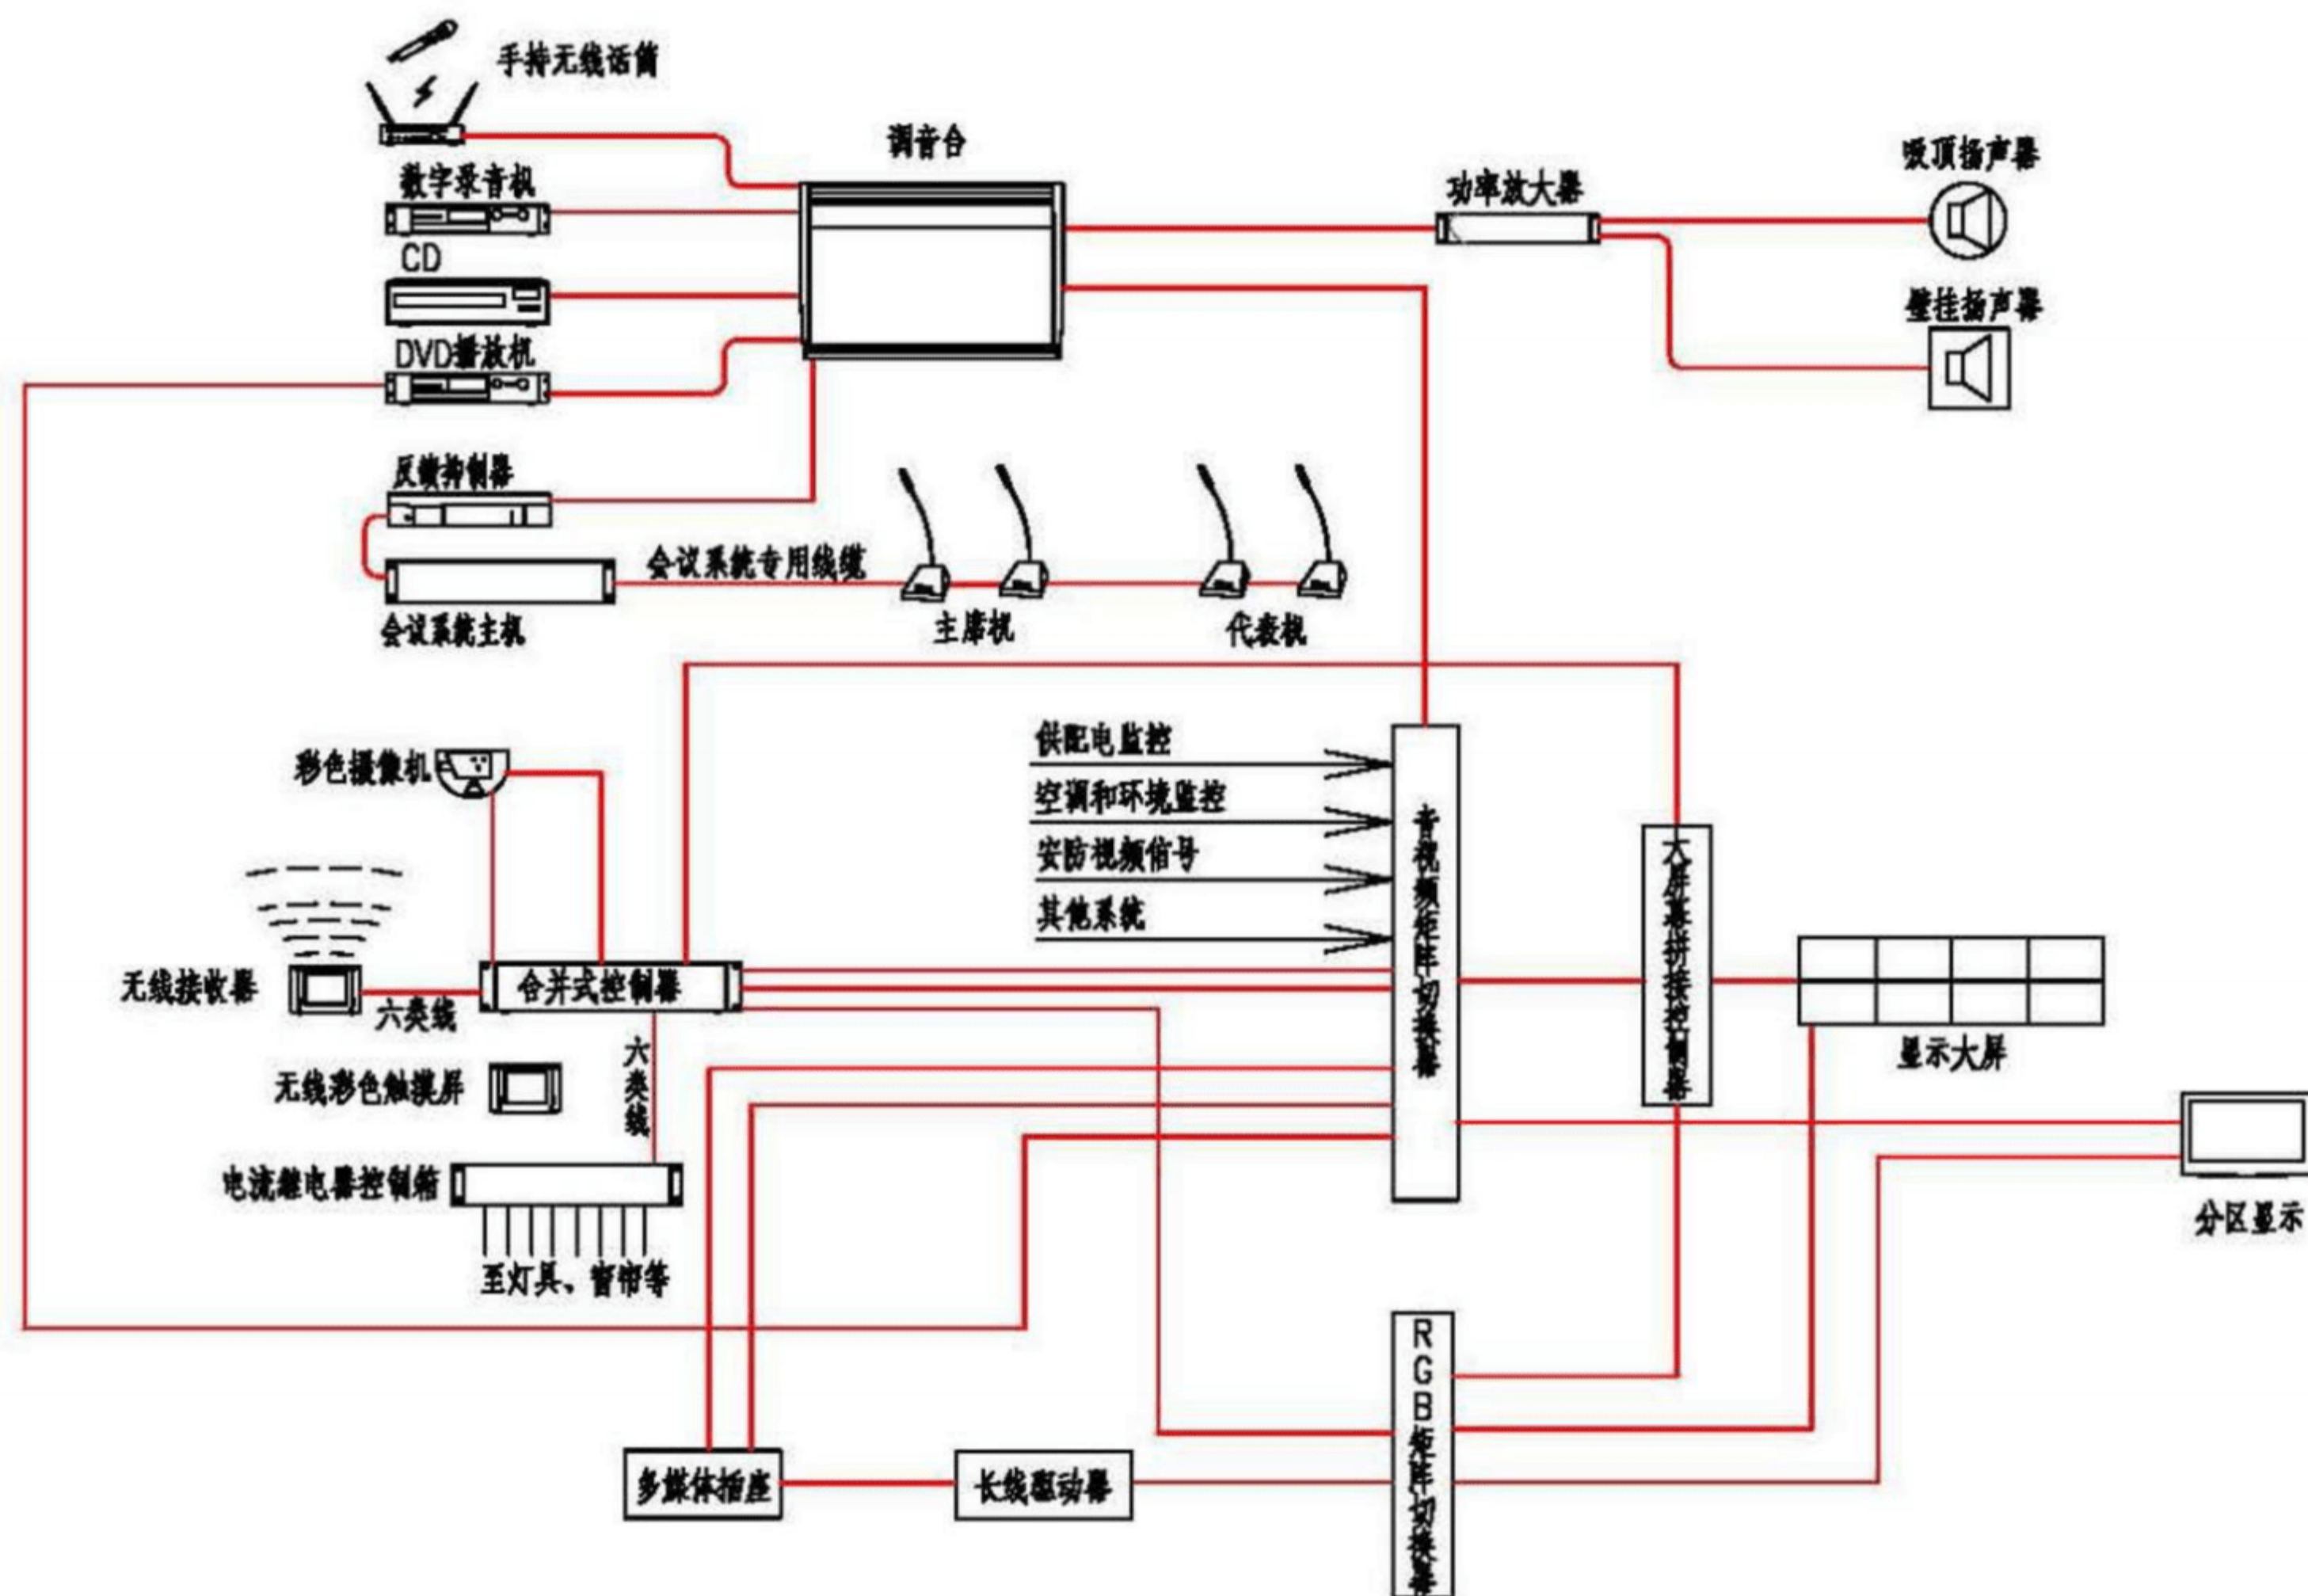 手持无线话筒
调音台
吸顶扬声器
数字录音机
功率放大器
CD
壁挂扬声器
DVD播放机
反馈抑制器
会议系统专用线缆
会议系统主机
主席机
代表机
供配电监控
彩色摄像机
空调和环境监控
安防视频信号
其他系统
音视频矩阵切换器
大屏幕拼接控制器
无线接收器
六类线
合并式控制器
六类线
显示大屏
无线彩色触摸屏
电流继电器控制箱
分区显示
至灯具、窗帘等
RGB矩阵切换器
多媒体插座
长线驱动器